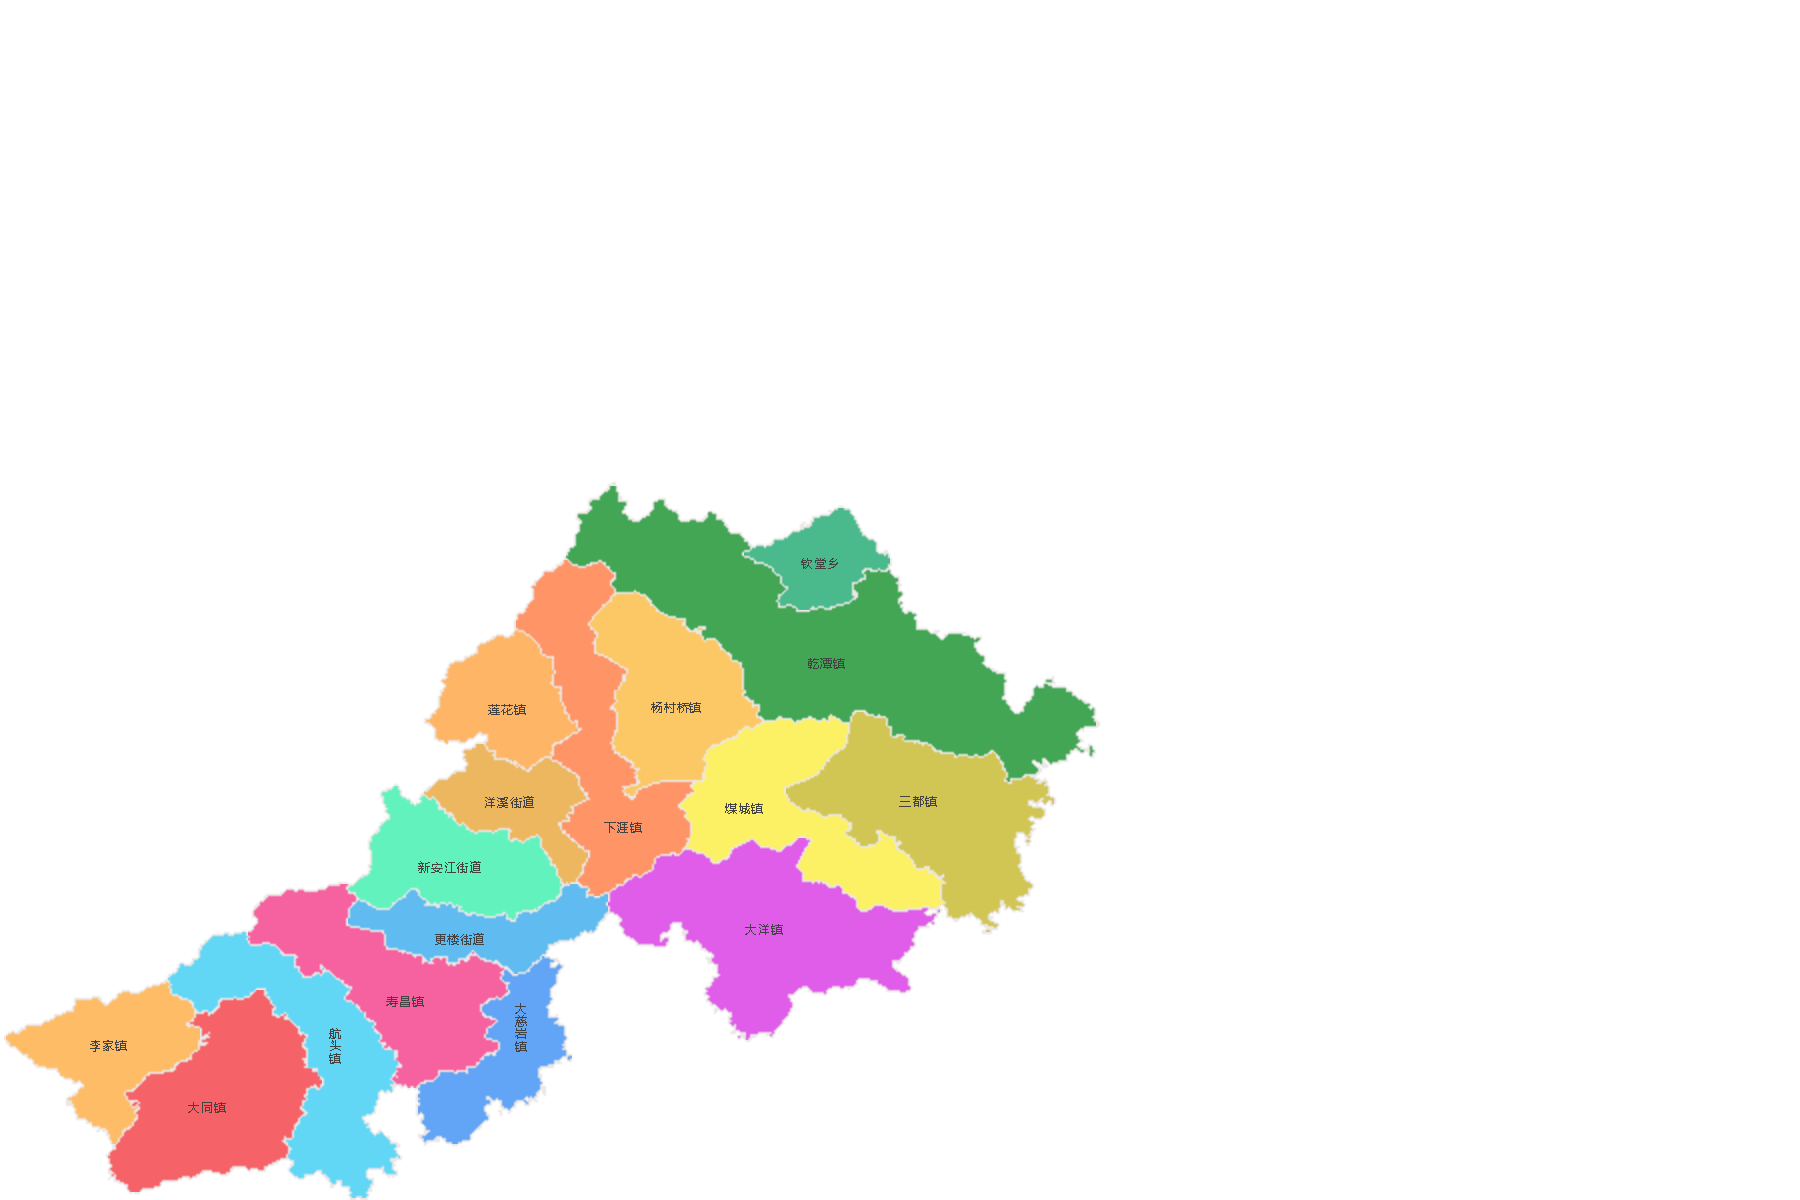 钦堂乡
乾潭镇
杨村桥镇
莲花镇
洋溪街道
三都镇
煤城镇
下涯镇
新安江街道
大洋镇
更楼街道
寿昌镇
大慈岩镇
航头镇
李家镇
大同镇